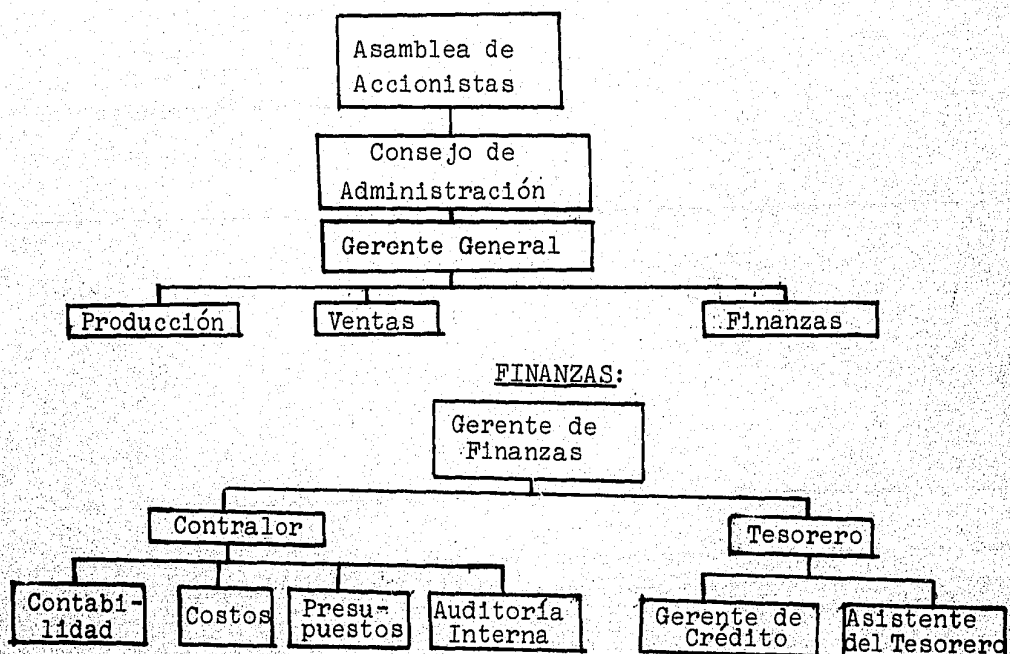 Asamblea de
Accionistas
Consejo de
Administración
Gerente General
Producción
Ventas
Finanzas
FINANZAS:
Gerente de
Finanzas
Contralor
Tesorero
Contabi-
lidad
Costos
Presu-
puestos
Auditoría
Interna
Gerente de
Crédito
Asistente
del Tesorero